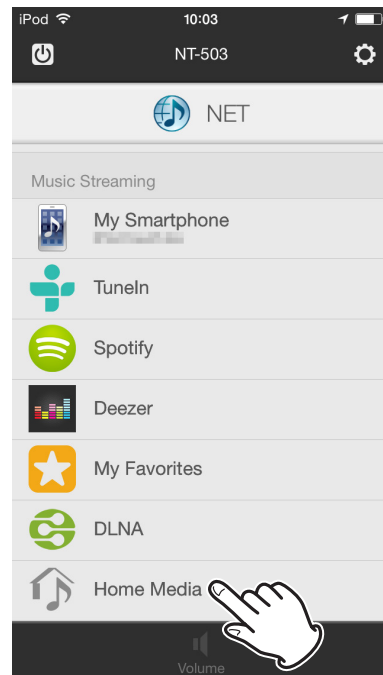 iPod 10:03
NT-503
NET
Music Streaming
My Smartphone
TuneIn
Spotify
Deezer
My Favorites
DLNA
Home Media
Volume